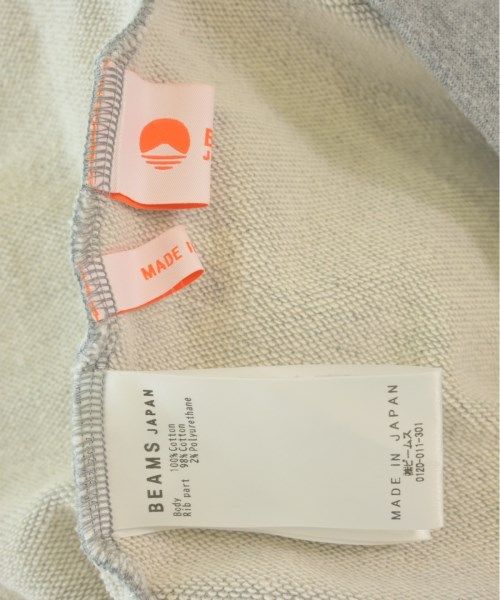 MADE I
BEAMS JAPAN
Body 100% Cotton
Rib part 98% Cotton
2% Polyurethane
MADE IN JAPAN
㈱ビームス
0120-011-301